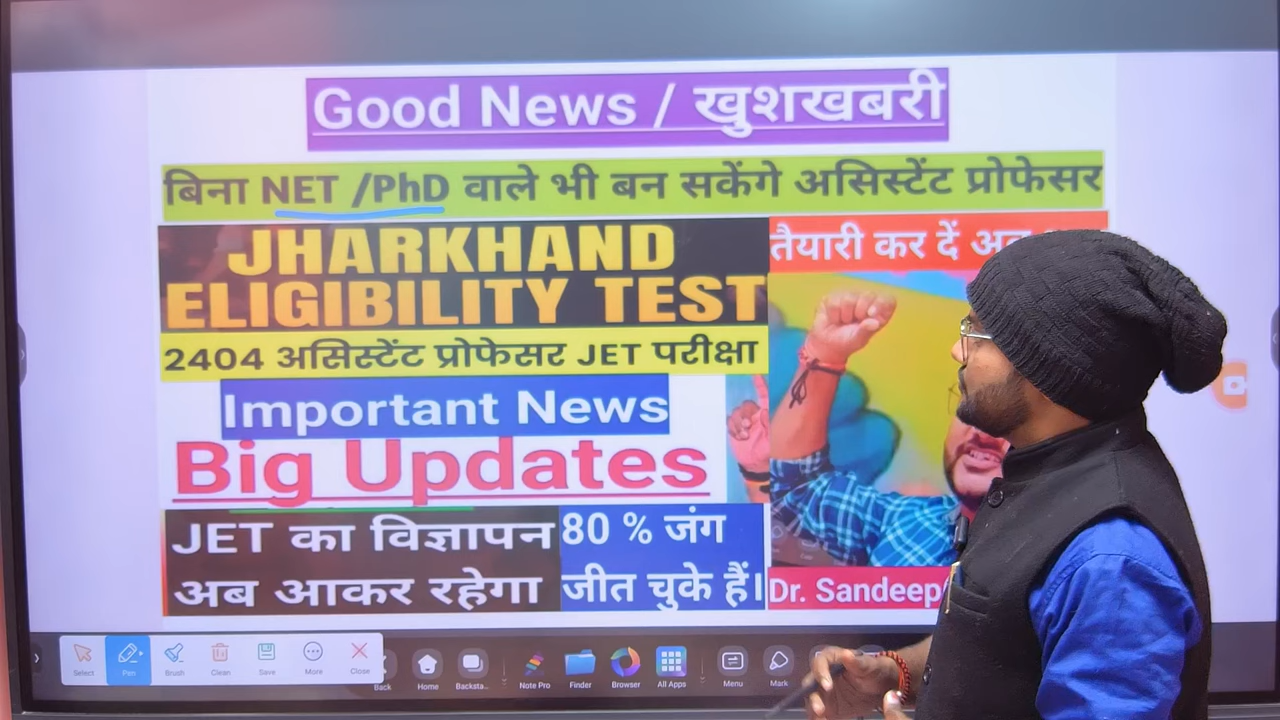 Good News / खुशखबरी
बिना NET /PhD वाले भी बन सकेंगे असिस्टेंट प्रोफेसर
JHARKHAND
ELIGIBILITY TEST
तैयारी कर दें
2404 असिस्टेंट प्रोफेसर JET परीक्षा
Important News
Big Updates
JET का विज्ञापन
अब आकर रहेगा
80 % जंग
जीत चुके हैं।
Dr. Sandeep
Select
Pen
Brush
Clean
Save
More
Close
Back
Home
Backsta...
Note Pro
Finder
Browser
All Apps
Menu
Mark